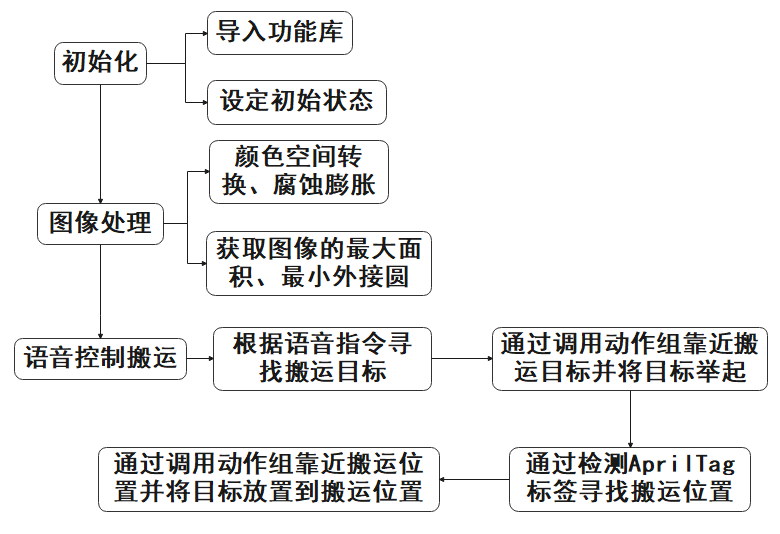 导入功能库
初始化
设定初始状态
颜色空间转
换、腐蚀膨胀
图像处理
获取图像的最大面
积、最小外接圆
语音控制搬运
根据语音指令寻
找搬运目标
通过调用动作组靠近搬
运目标并将目标举起
通过检测AprilTag
标签寻找搬运位置
通过调用动作组靠近搬运位
置并将目标放置到搬运位置